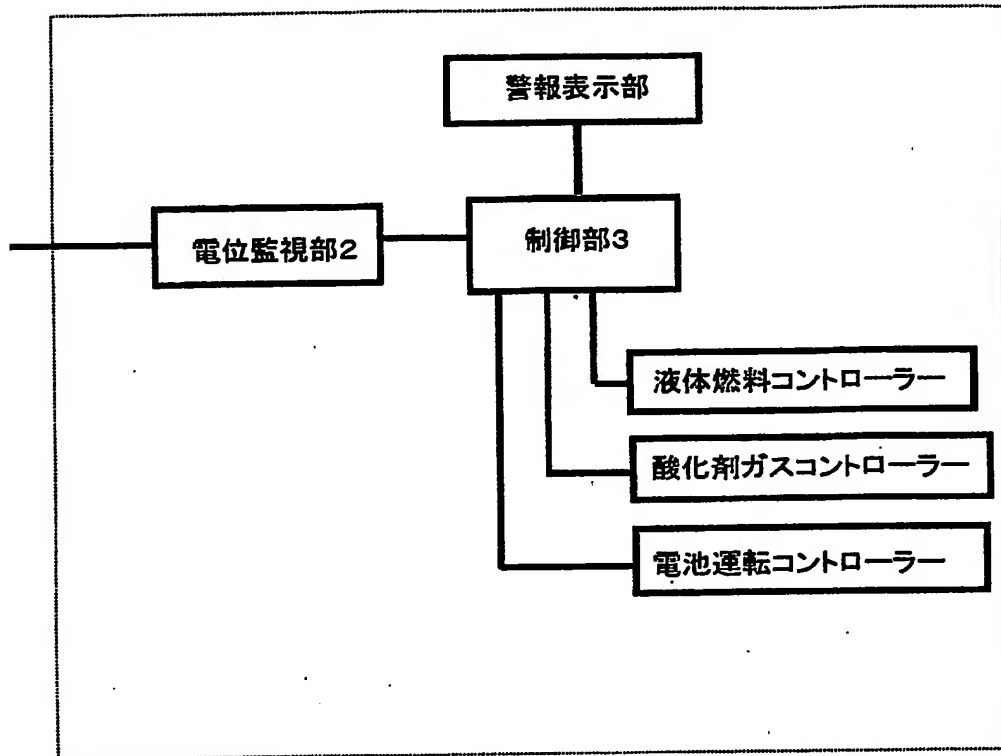 警報表示部
電位監視部2
制御部3
液体燃料コントローラー
酸化剤ガスコントローラー
電池運転コントローラー